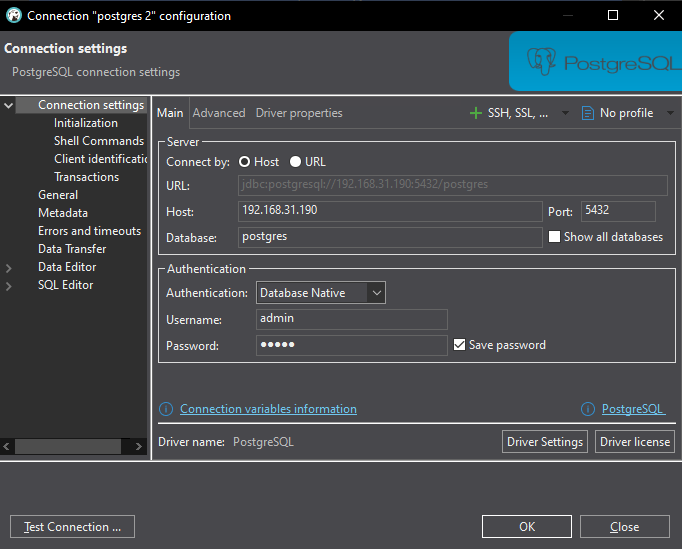 Connection "postgres 2" configuration
Connection settings
PostgreSQL connection settings
PostgreSQL
Connection settings
Initialization
Shell Commands
Client identificatio
Transactions
General
Metadata
Errors and timeouts
Data Transfer
Data Editor
SQL Editor
Main Advanced Driver properties SSH, SSL, ... No profile
Server
Connect by: Host URL
URL: jdbc:postgresql://192.168.31.190:5432/postgres
Host: 192.168.31.190 Port: 5432
Database: postgres Show all databases
Authentication
Authentication: Database Native
Username: admin
Password: ••••• Save password
Connection variables information PostgreSQL
Driver name: PostgreSQL Driver Settings Driver license
Test Connection ... OK Close